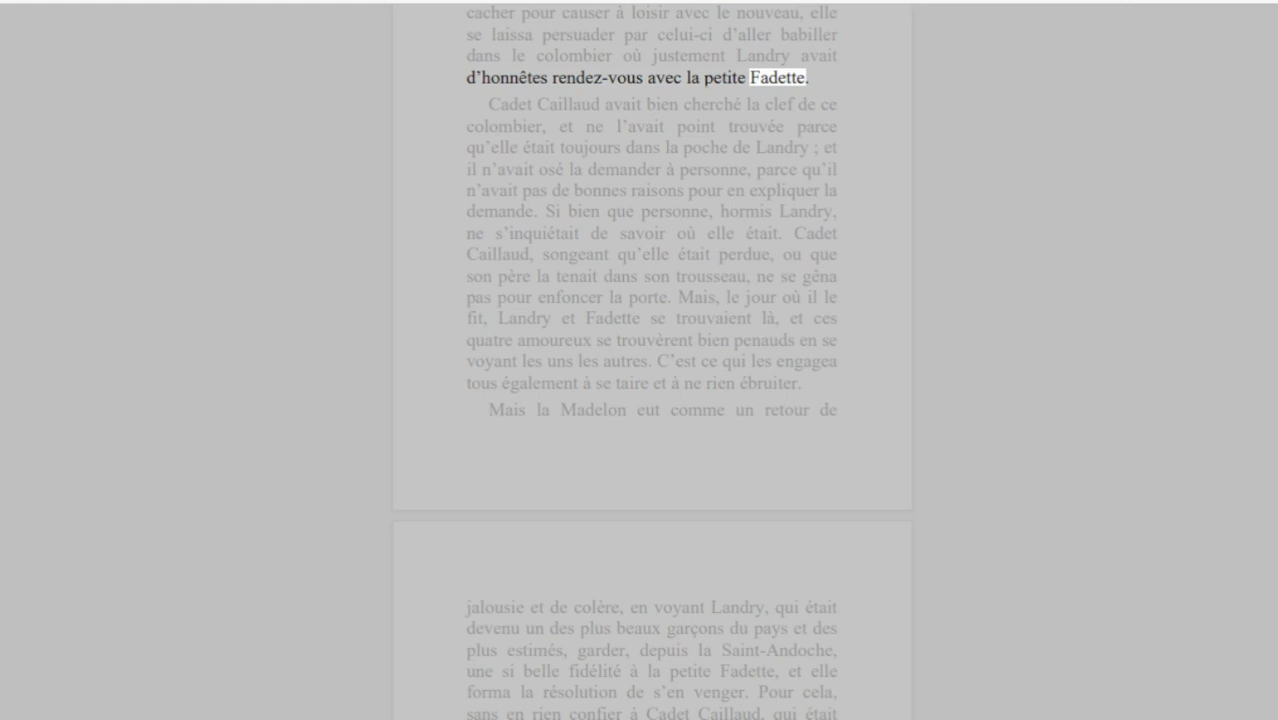 cacher pour causer à loisir avec le nouveau, elle
se laissa persuader par celui-ci d’aller babiller
dans le colombier où justement Landry avait
d’honnêtes rendez-vous avec la petite Fadette.
Cadet Caillaud avait bien cherché la clef de ce
colombier, et ne l’avait point trouvée parce
qu’elle était toujours dans la poche de Landry ; et
il n’avait osé la demander à personne, parce qu’il
n’avait pas de bonnes raisons pour en expliquer la
demande. Si bien que personne, hormis Landry,
ne s’inquiétait de savoir où elle était. Cadet
Caillaud, songeant qu’elle était perdue, ou que
son père la tenait dans son trousseau, ne se gêna
pas pour enfoncer la porte. Mais, le jour où il le
fit, Landry et Fadette se trouvaient là, et ces
quatre amoureux se trouvèrent bien penauds en se
voyant les uns les autres. C’est ce qui les engagea
tous également à se taire et à ne rien ébruiter.
Mais la Madelon eut comme un retour de
jalousie et de colère, en voyant Landry, qui était
devenu un des plus beaux garçons du pays et des
plus estimés, garder, depuis la Saint-Andoche,
une si belle fidélité à la petite Fadette, et elle
forma la résolution de s’en venger. Pour cela,
sans en rien confier à Cadet Caillaud, qui était